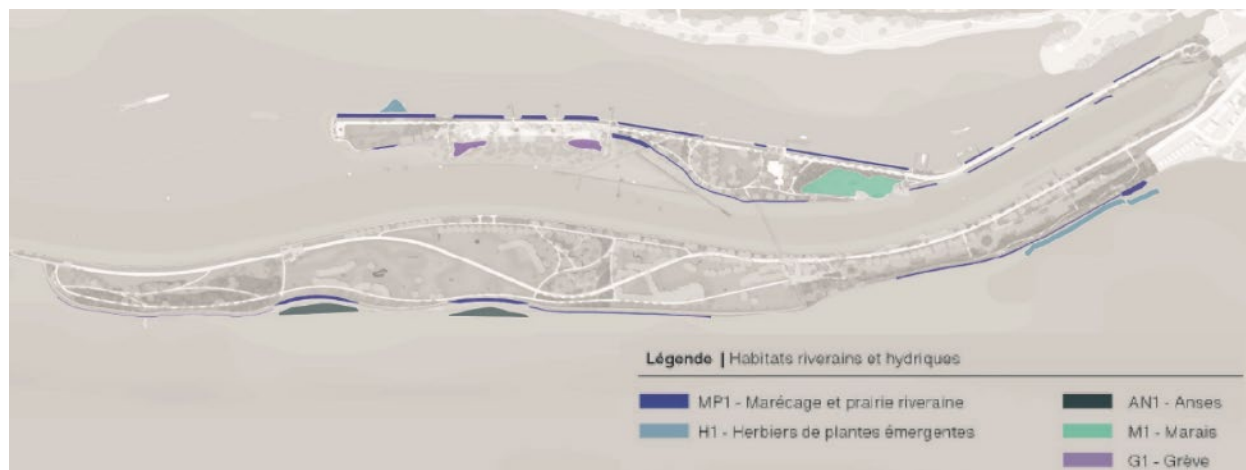 Légende | Habitats riverains et hydriques
MP1 - Marécage et prairie riveraine
H1 - Herbiers de plantes émergentes
AN1 - Anses
M1 - Marais
G1 - Grève